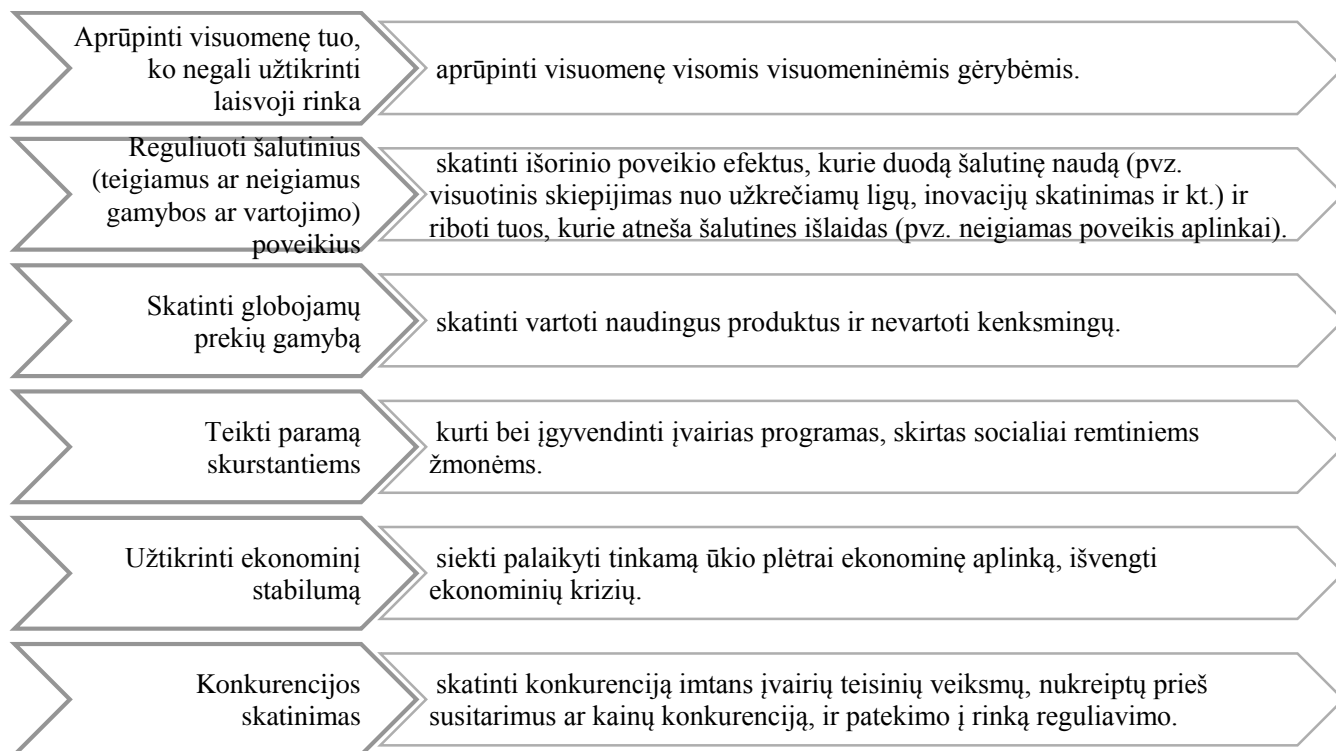 Aprūpinti visuomenę tuo,
ko negali užtikrinti
laisvoji rinka
aprūpinti visuomenę visomis visuomeninėmis gėrybėmis.
Reguliuoti šalutinius
(teigiamus ar neigiamus
gamybos ar vartojimo)
poveikius
skatinti išorinio poveikio efektus, kurie duodą šalutinę naudą (pvz.
visuotinis skiepijimas nuo užkrečiamų ligų, inovacijų skatinimas ir kt.) ir
riboti tuos, kurie atneša šalutines išlaidas (pvz. neigiamas poveikis aplinkai).
Skatinti globojamų
prekių gamybą
skatinti vartoti naudingus produktus ir nevartoti kenksmingų.
Teikti paramą
skurstantiems
kurti bei įgyvendinti įvairias programas, skirtas socialiai remtiniems
žmonėms.
Užtikrinti ekonominį
stabilumą
siekti palaikyti tinkamą ūkio plėtrai ekonominę aplinką, išvengti
ekonominių krizių.
Konkurencijos
skatinimas
skatinti konkurenciją imtans įvairių teisinių veiksmų, nukreiptų prieš
susitarimus ar kainų konkurenciją, ir patekimo į rinką reguliavimo.